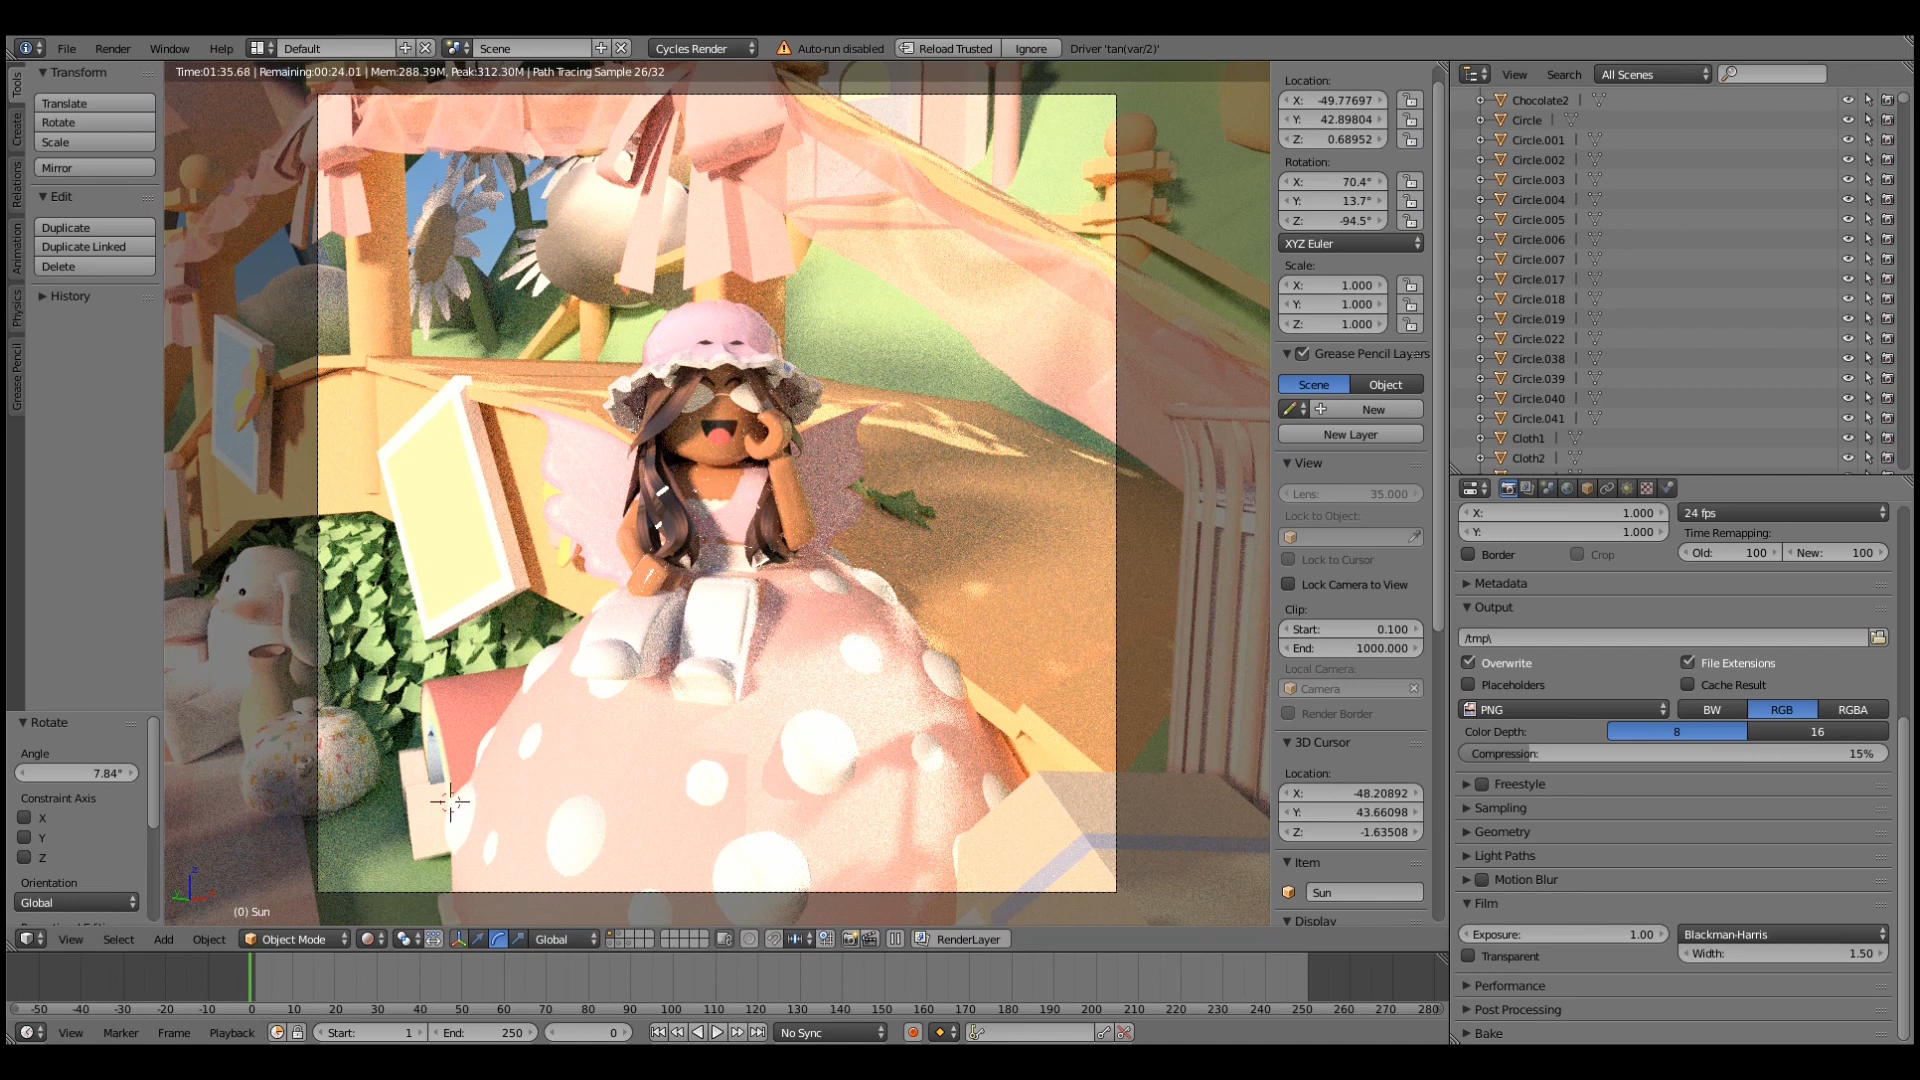 File Render Window Help Default Scene Cycles Render Auto-run disabled Reload Trusted Ignore Driver 'tan(var/2)'
Time:01:35.68 | Remaining:00:24.01 | Mem:288.39M, Peak:312.30M | Path Tracing Sample 26/32
Tools
Create
Relations
Animation
Physics
Grease Pencil
Transform
Translate
Rotate
Scale
Mirror
Edit
Duplicate
Duplicate Linked
Delete
History
Rotate
Angle
7.84°
Constraint Axis
X
Y
Z
Orientation
Global
(0) Sun
Location:
X: -49.77697
Y: 42.89804
Z: 0.68952
Rotation:
X: 70.4°
Y: 13.7°
Z: -94.5°
XYZ Euler
Scale:
X: 1.000
Y: 1.000
Z: 1.000
Grease Pencil Layers
Scene Object
New
New Layer
View
Lens: 35.000
Lock to Object:
Lock to Cursor
Lock Camera to View
Clip:
Start: 0.100
End: 1000.000
Local Camera:
Camera
Render Border
3D Cursor
Location:
X: -48.20892
Y: 43.66098
Z: -1.63508
Item
Sun
Display
View Search All Scenes
Chocolate2
Circle
Circle.001
Circle.002
Circle.003
Circle.004
Circle.005
Circle.006
Circle.007
Circle.017
Circle.018
Circle.019
Circle.022
Circle.038
Circle.039
Circle.040
Circle.041
Cloth1
Cloth2
X: 1.000 24 fps
Y: 1.000 Time Remapping:
Border Crop Old: 100 New: 100
Metadata
Output
/tmp\
Overwrite File Extensions
Placeholders Cache Result
PNG BW RGB RGBA
Color Depth: 8 16
Compression: 15%
Freestyle
Sampling
Geometry
Light Paths
Motion Blur
Film
Exposure: 1.00 Blackman-Harris
Transparent Width: 1.50
Performance
Post Processing
Bake
View Select Add Object Object Mode Global RenderLayer
-50 -40 -30 -20 -10 0 10 20 30 40 50 60 70 80 90 100 110 120 130 140 150 160 170 180 190 200 210 220 230 240 250 260 270 280
View Marker Frame Playback Start: 1 End: 250 0 No Sync